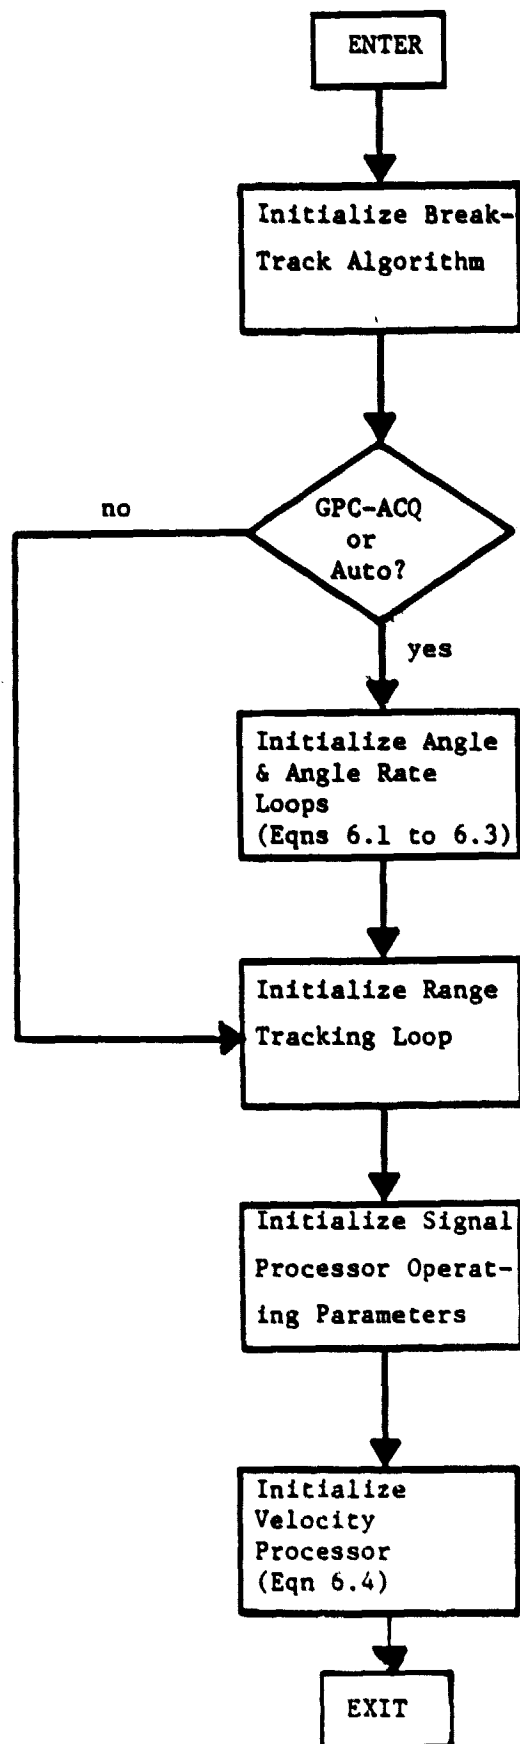 ENTER
Initialize Break-
Track Algorithm
no
GPC-ACQ
or
Auto?
yes
Initialize Angle
& Angle Rate
Loops
(Eqns 6.1 to 6.3)
Initialize Range
Tracking Loop
Initialize Signal
Processor Operat-
ing Parameters
Initialize
Velocity
Processor
(Eqn 6.4)
EXIT